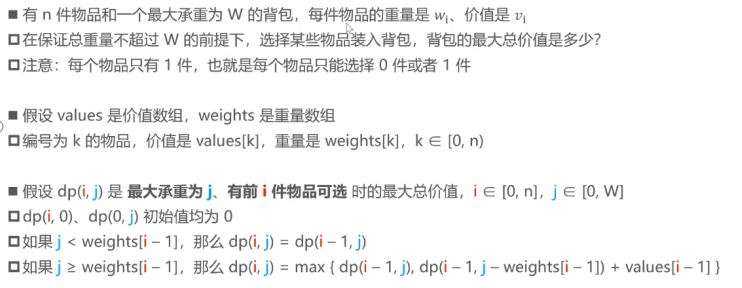 ■ 有 n 件物品和一个最大承重为 W 的背包，每件物品的重量是 wᵢ、价值是 vᵢ
□ 在保证总重量不超过 W 的前提下，选择某些物品装入背包，背包的最大总价值是多少？
□ 注意：每个物品只有 1 件，也就是每个物品只能选择 0 件或者 1 件
■ 假设 values 是价值数组，weights 是重量数组
□ 编号为 k 的物品，价值是 values[k]，重量是 weights[k]，k ∈ [0, n)
■ 假设 dp(i, j) 是 最大承重为 j、有前 i 件物品可选 时的最大总价值，i ∈ [0, n]，j ∈ [0, W]
□ dp(i, 0)、dp(0, j) 初始值均为 0
□ 如果 j < weights[i – 1]，那么 dp(i, j) = dp(i – 1, j)
□ 如果 j ≥ weights[i – 1]，那么 dp(i, j) = max { dp(i – 1, j), dp(i – 1, j – weights[i – 1]) + values[i – 1] }